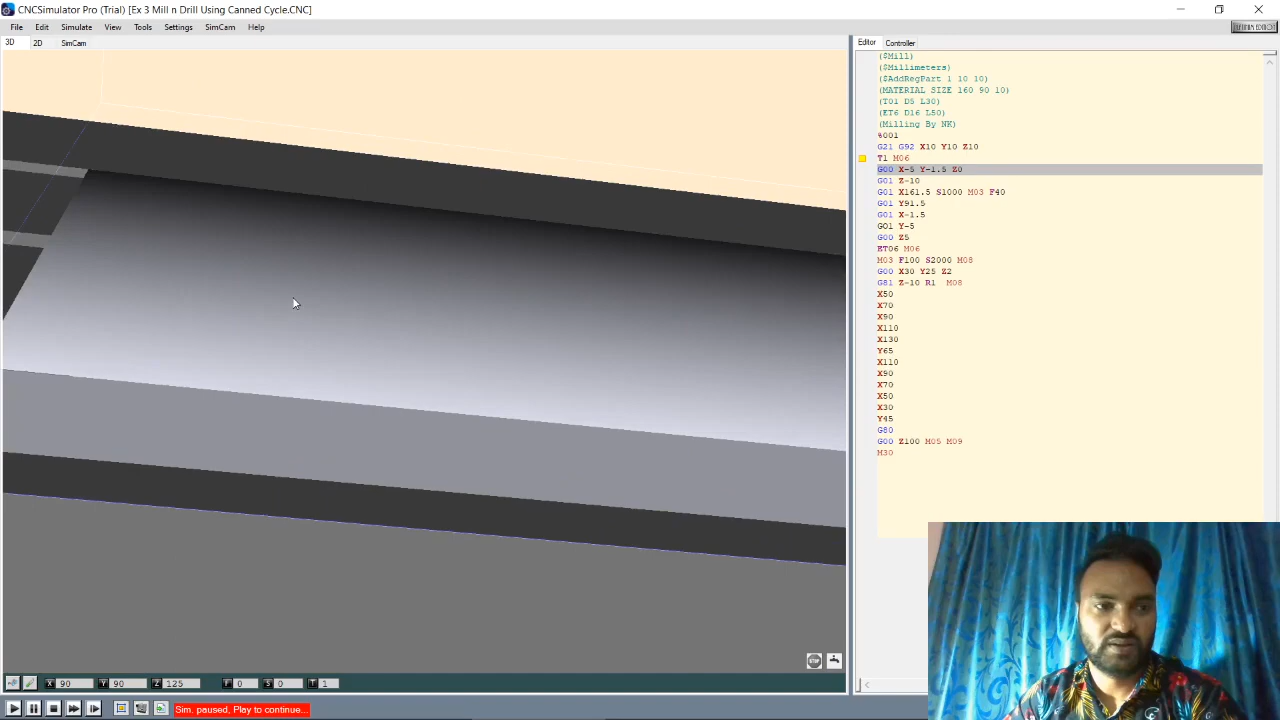 CNCSimulator Pro (Trial) [Ex 3 Mill n Drill Using Canned Cycle.CNC]
File Edit Simulate View Tools Settings SimCam Help
3D 2D SimCam
Editor Controller
($Mill)
($Millimeters)
($AddRegPart 1 10 10)
(MATERIAL SIZE 160 90 10)
(T01 D5 L30)
(ET6 D16 L50)
(Milling By NK)
%001
G21 G92 X10 Y10 Z10
T1 M06
G00 X-5 Y-1.5 Z0
G01 Z-10
G01 X161.5 S1000 M03 F40
G01 Y91.5
G01 X-1.5
GO1 Y-5
G00 Z5
ET06 M06
M03 F100 S2000 M08
G00 X30 Y25 Z2
G81 Z-10 R1 M08
X50
X70
X90
X110
X130
Y65
X110
X90
X70
X50
X30
Y45
G80
G00 Z100 M05 M09
M30
STOP
X 90 Y 90 Z 125 F 0 S 0 T 1
Sim. paused, Play to continue...